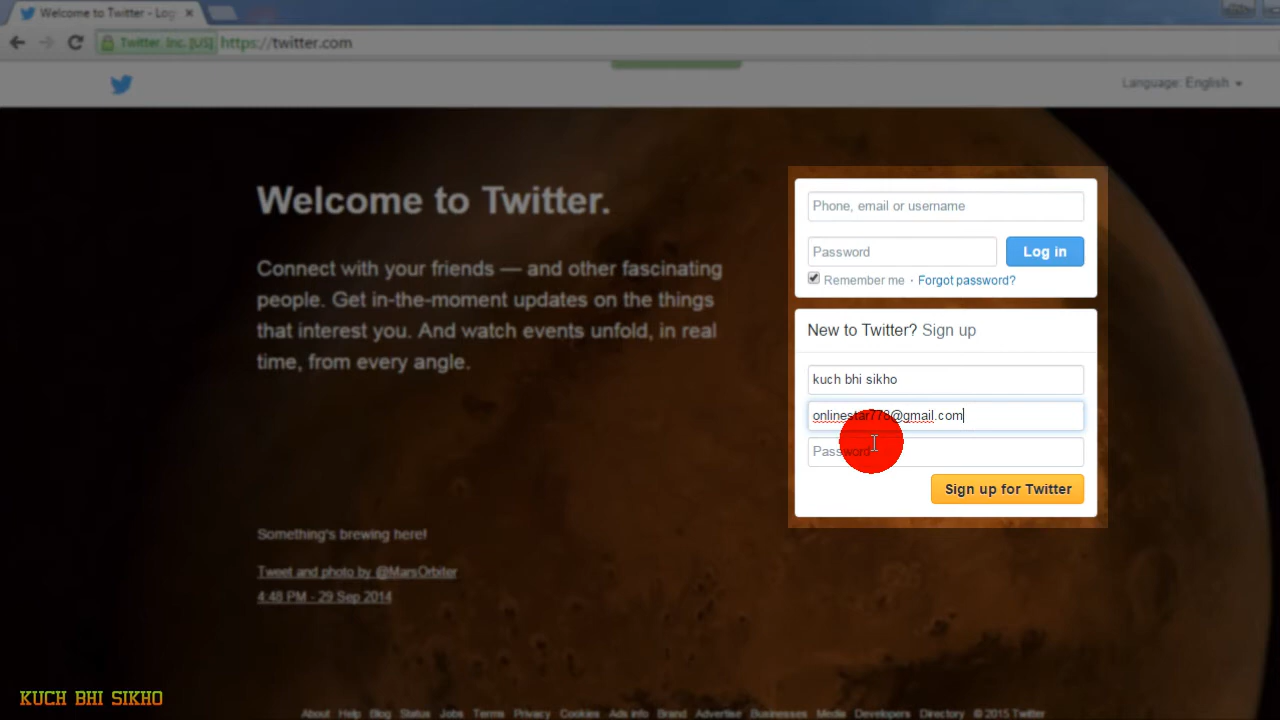 Welcome to Twitter - Log
Twitter, Inc. [US] https://twitter.com
Language: English
Welcome to Twitter.
Connect with your friends — and other fascinating
people. Get in-the-moment updates on the things
that interest you. And watch events unfold, in real
time, from every angle.
Phone, email or username
Password
Log in
Remember me · Forgot password?
New to Twitter? Sign up
kuch bhi sikho
onlinestar778@gmail.com
Password
Sign up for Twitter
Something's brewing here!
Tweet and photo by @MarsOrbiter
4:48 PM - 29 Sep 2014
KUCH BHI SIKHO
About Help Blog Status Jobs Terms Privacy Cookies Ads info Brand Advertise Businesses Media Developers Directory © 2015 Twitter